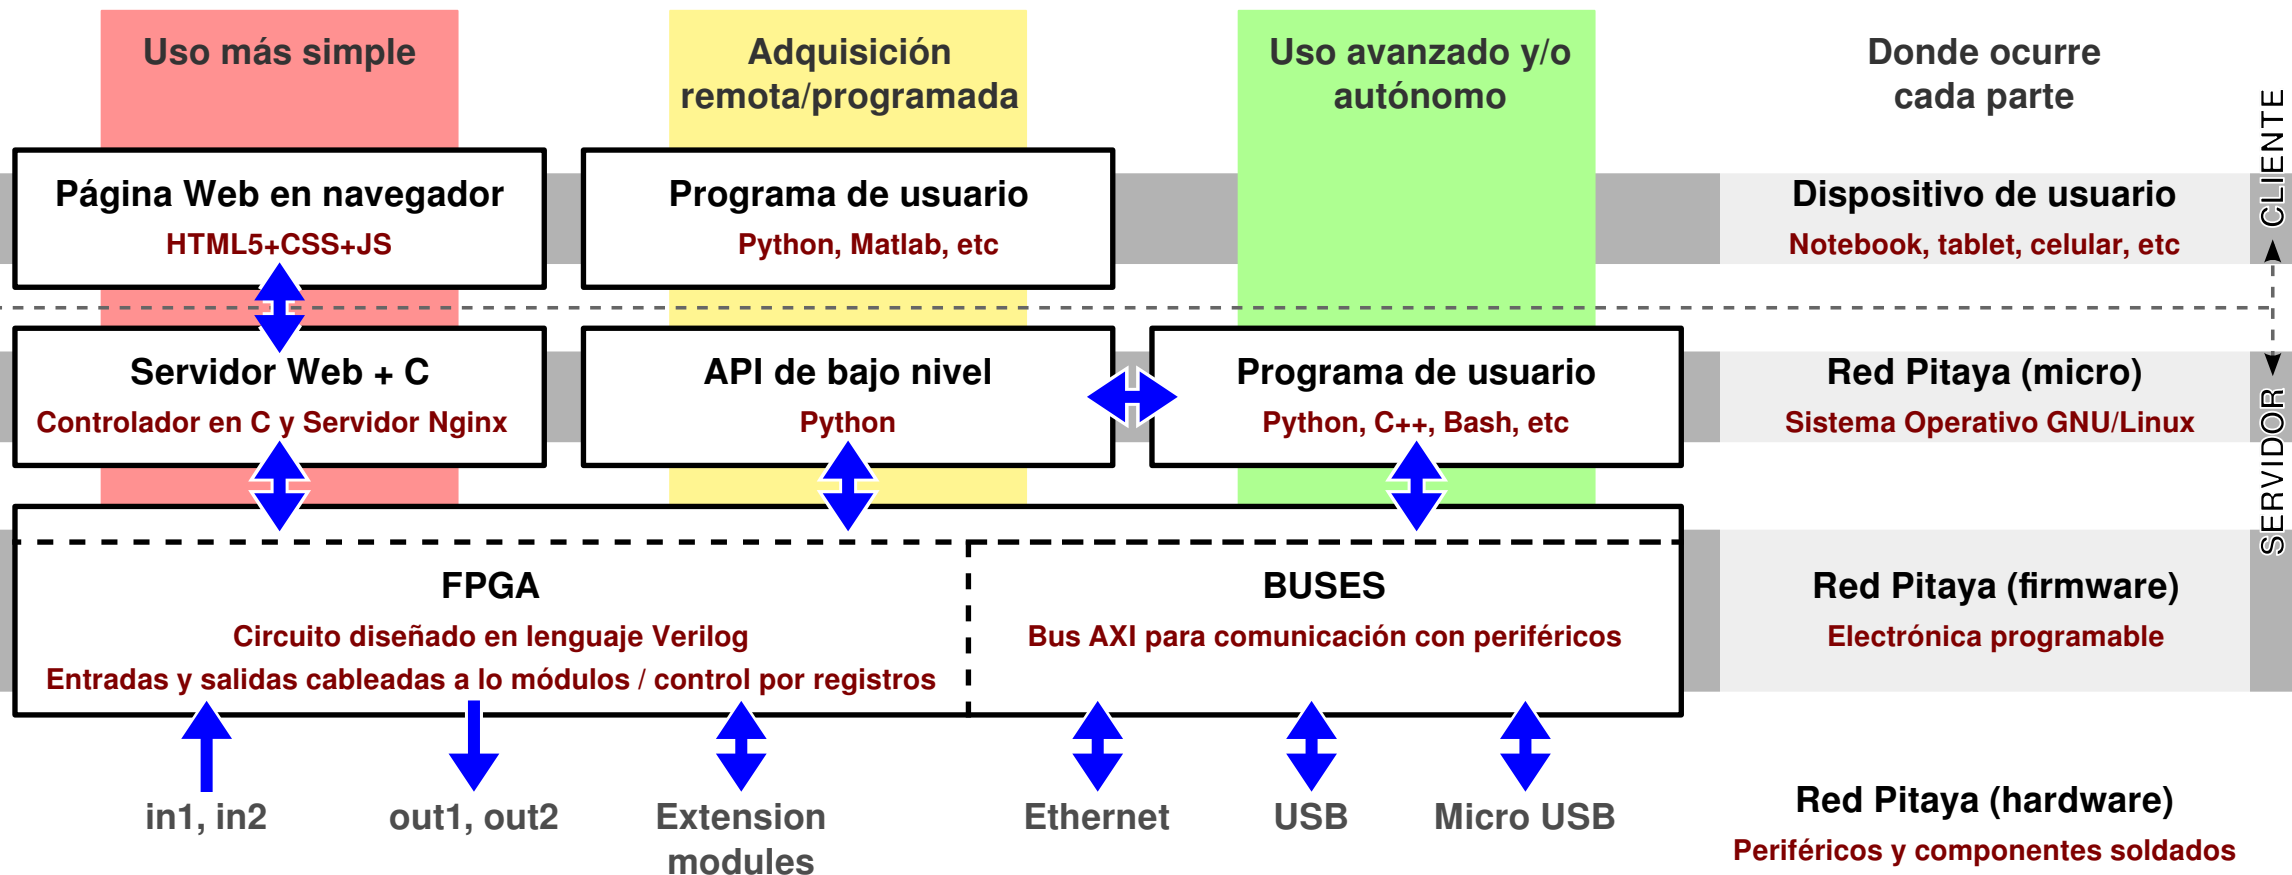 Uso más simple
Adquisición
remota/programada
Uso avanzado y/o
autónomo
Donde ocurre
cada parte
Página Web en navegador
HTML5+CSS+JS
Programa de usuario
Python, Matlab, etc
Dispositivo de usuario
Notebook, tablet, celular, etc
CLIENTE
Servidor Web + C
Controlador en C y Servidor Nginx
API de bajo nivel
Python
Programa de usuario
Python, C++, Bash, etc
Red Pitaya (micro)
Sistema Operativo GNU/Linux
SERVIDOR
FPGA
Circuito diseñado en lenguaje Verilog
Entradas y salidas cableadas a lo módulos / control por registros
BUSES
Bus AXI para comunicación con periféricos
Red Pitaya (firmware)
Electrónica programable
in1, in2
out1, out2
Extension
modules
Ethernet
USB
Micro USB
Red Pitaya (hardware)
Periféricos y componentes soldados